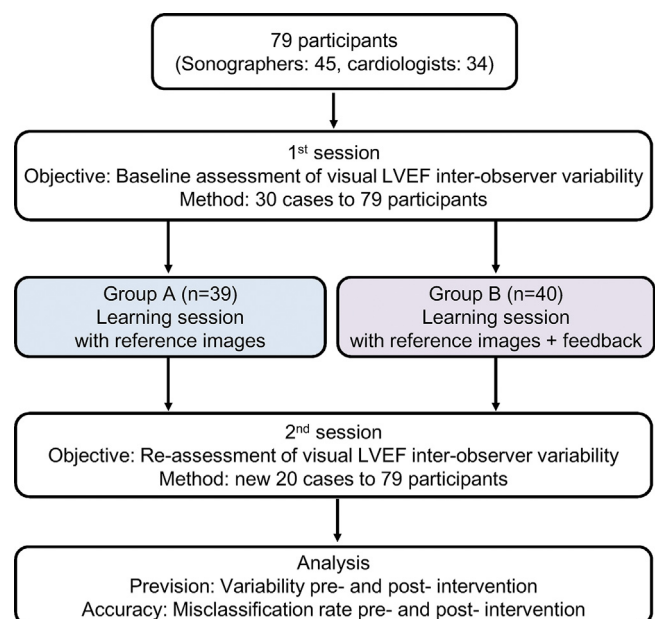 79 participants
(Sonographers: 45, cardiologists: 34)
1st session
Objective: Baseline assessment of visual LVEF inter-observer variability
Method: 30 cases to 79 participants
Group A (n=39)
Learning session
with reference images
Group B (n=40)
Learning session
with reference images + feedback
2nd session
Objective: Re-assessment of visual LVEF inter-observer variability
Method: new 20 cases to 79 participants
Analysis
Prevision: Variability pre- and post- intervention
Accuracy: Misclassification rate pre- and post- intervention